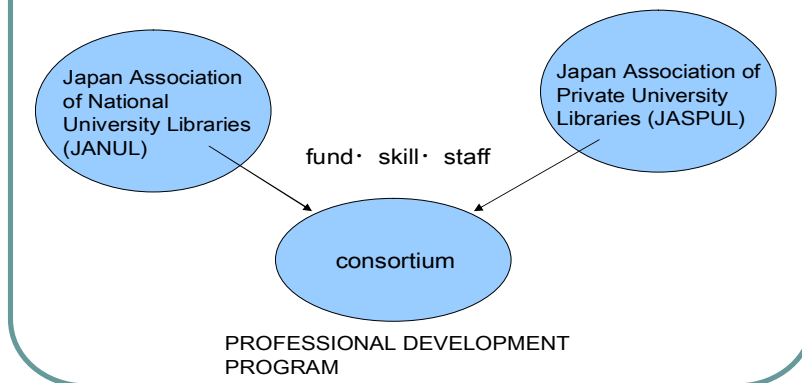 Japan Association
of National
University Libraries
(JANUL)
Japan Association of
Private University
Libraries (JASPUL)
fund・ skill・ staff
consortium
PROFESSIONAL DEVELOPMENT
PROGRAM